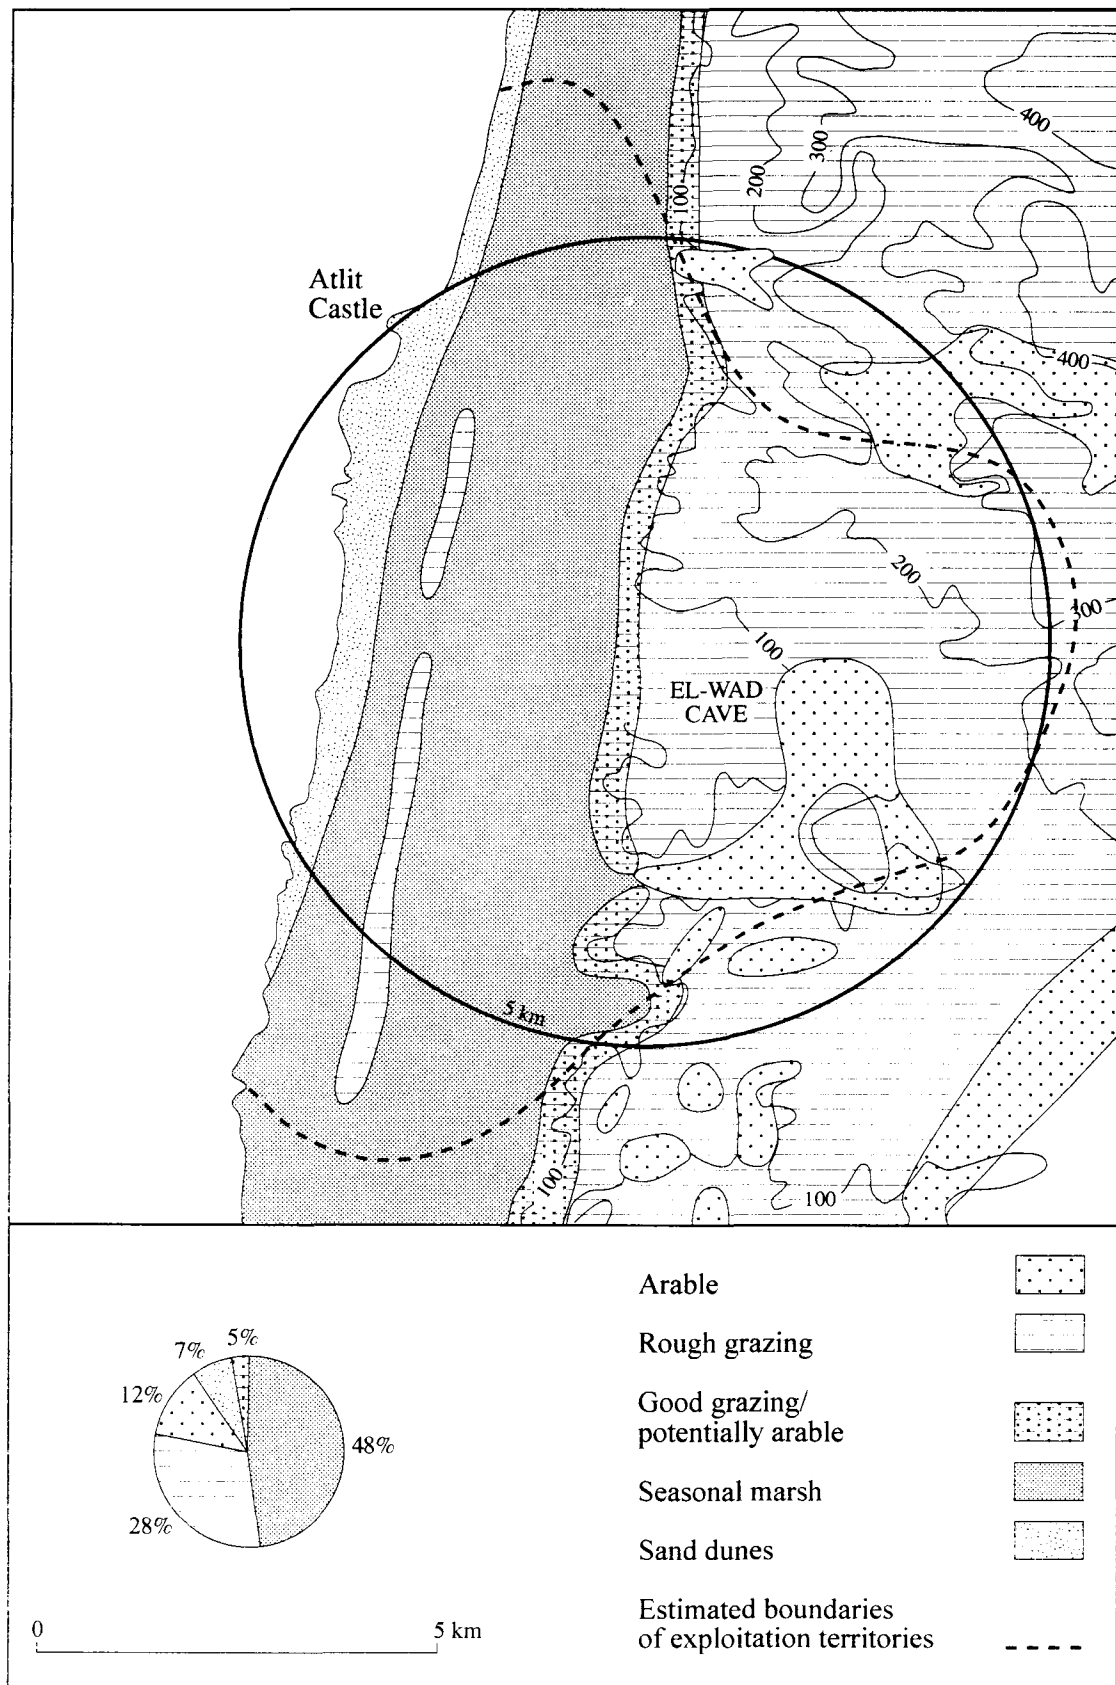 400
300
200
100
Atlit
Castle
400
200
300
100
EL-WAD
CAVE
5 km
100
100
Arable
Rough grazing
Good grazing/
potentially arable
Seasonal marsh
Sand dunes
Estimated boundaries
of exploitation territories
5%
7%
12%
48%
28%
0 5 km